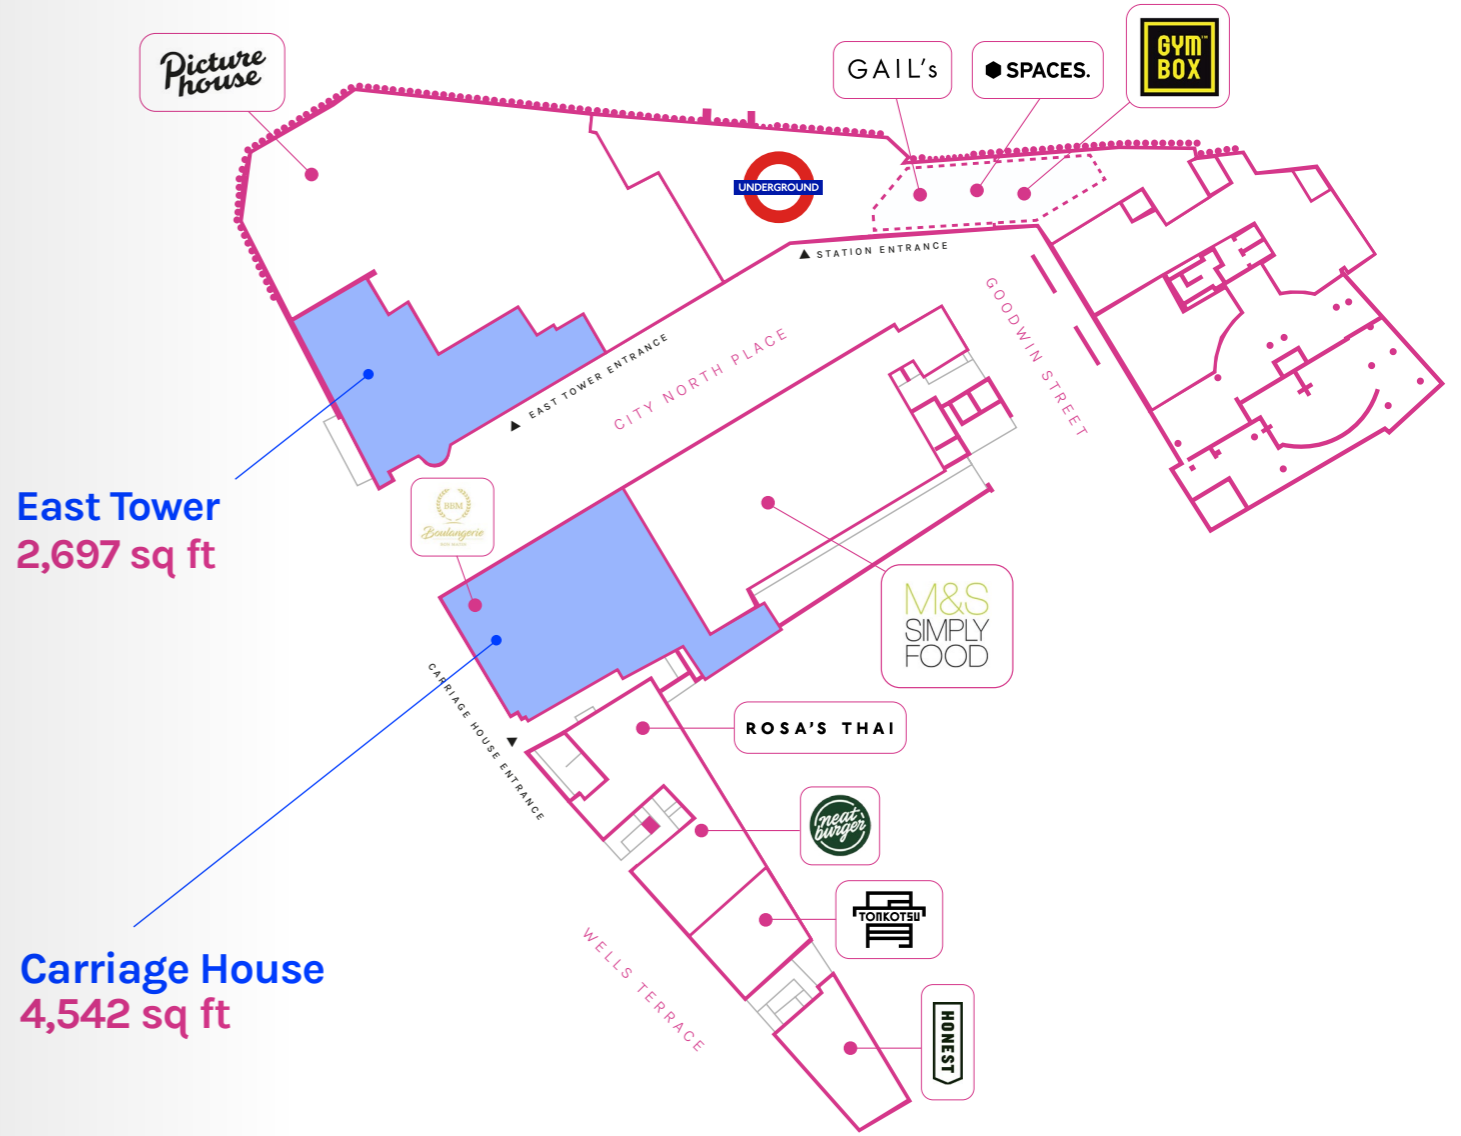 Picture
house
GAIL's
SPACES.
GYM
BOX
UNDERGROUND
STATION ENTRANCE
GOODWIN STREET
EAST TOWER ENTRANCE
CITY NORTH PLACE
East Tower
2,697 sq ft
BBM
Boulangerie
M&S
SIMPLY
FOOD
CARRIAGE HOUSE ENTRANCE
ROSA'S THAI
neat
burger
TONKOTSU
WELLS TERRACE
Carriage House
4,542 sq ft
HONEST